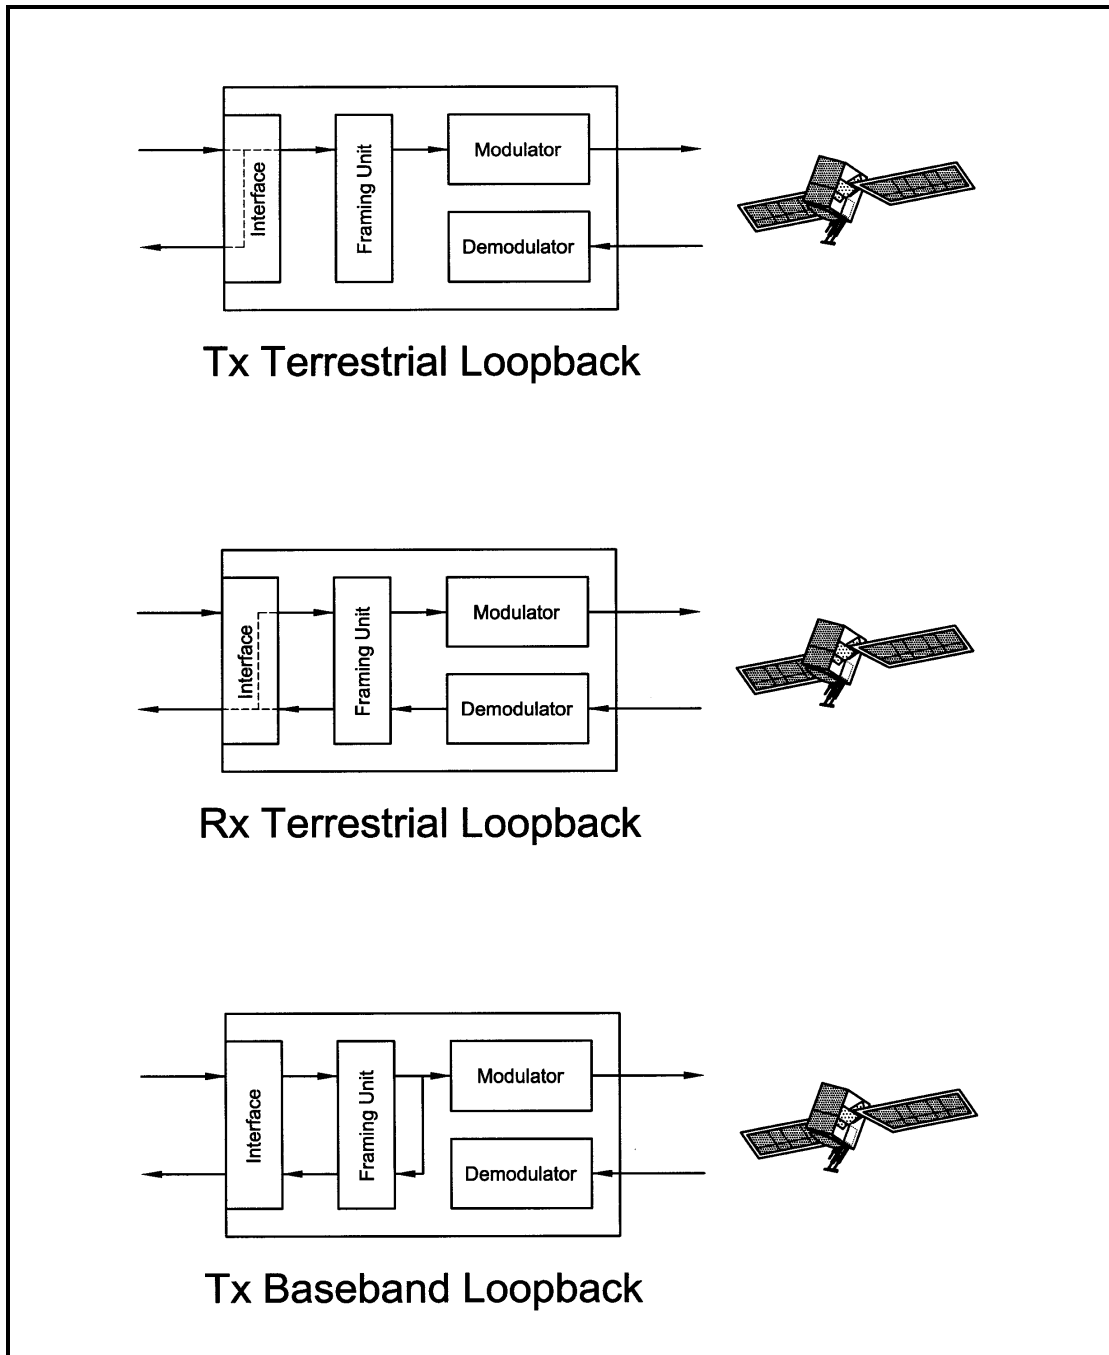 Interface
Framing Unit
Modulator
Demodulator
Tx Terrestrial Loopback
Interface
Framing Unit
Modulator
Demodulator
Rx Terrestrial Loopback
Interface
Framing Unit
Modulator
Demodulator
Tx Baseband Loopback